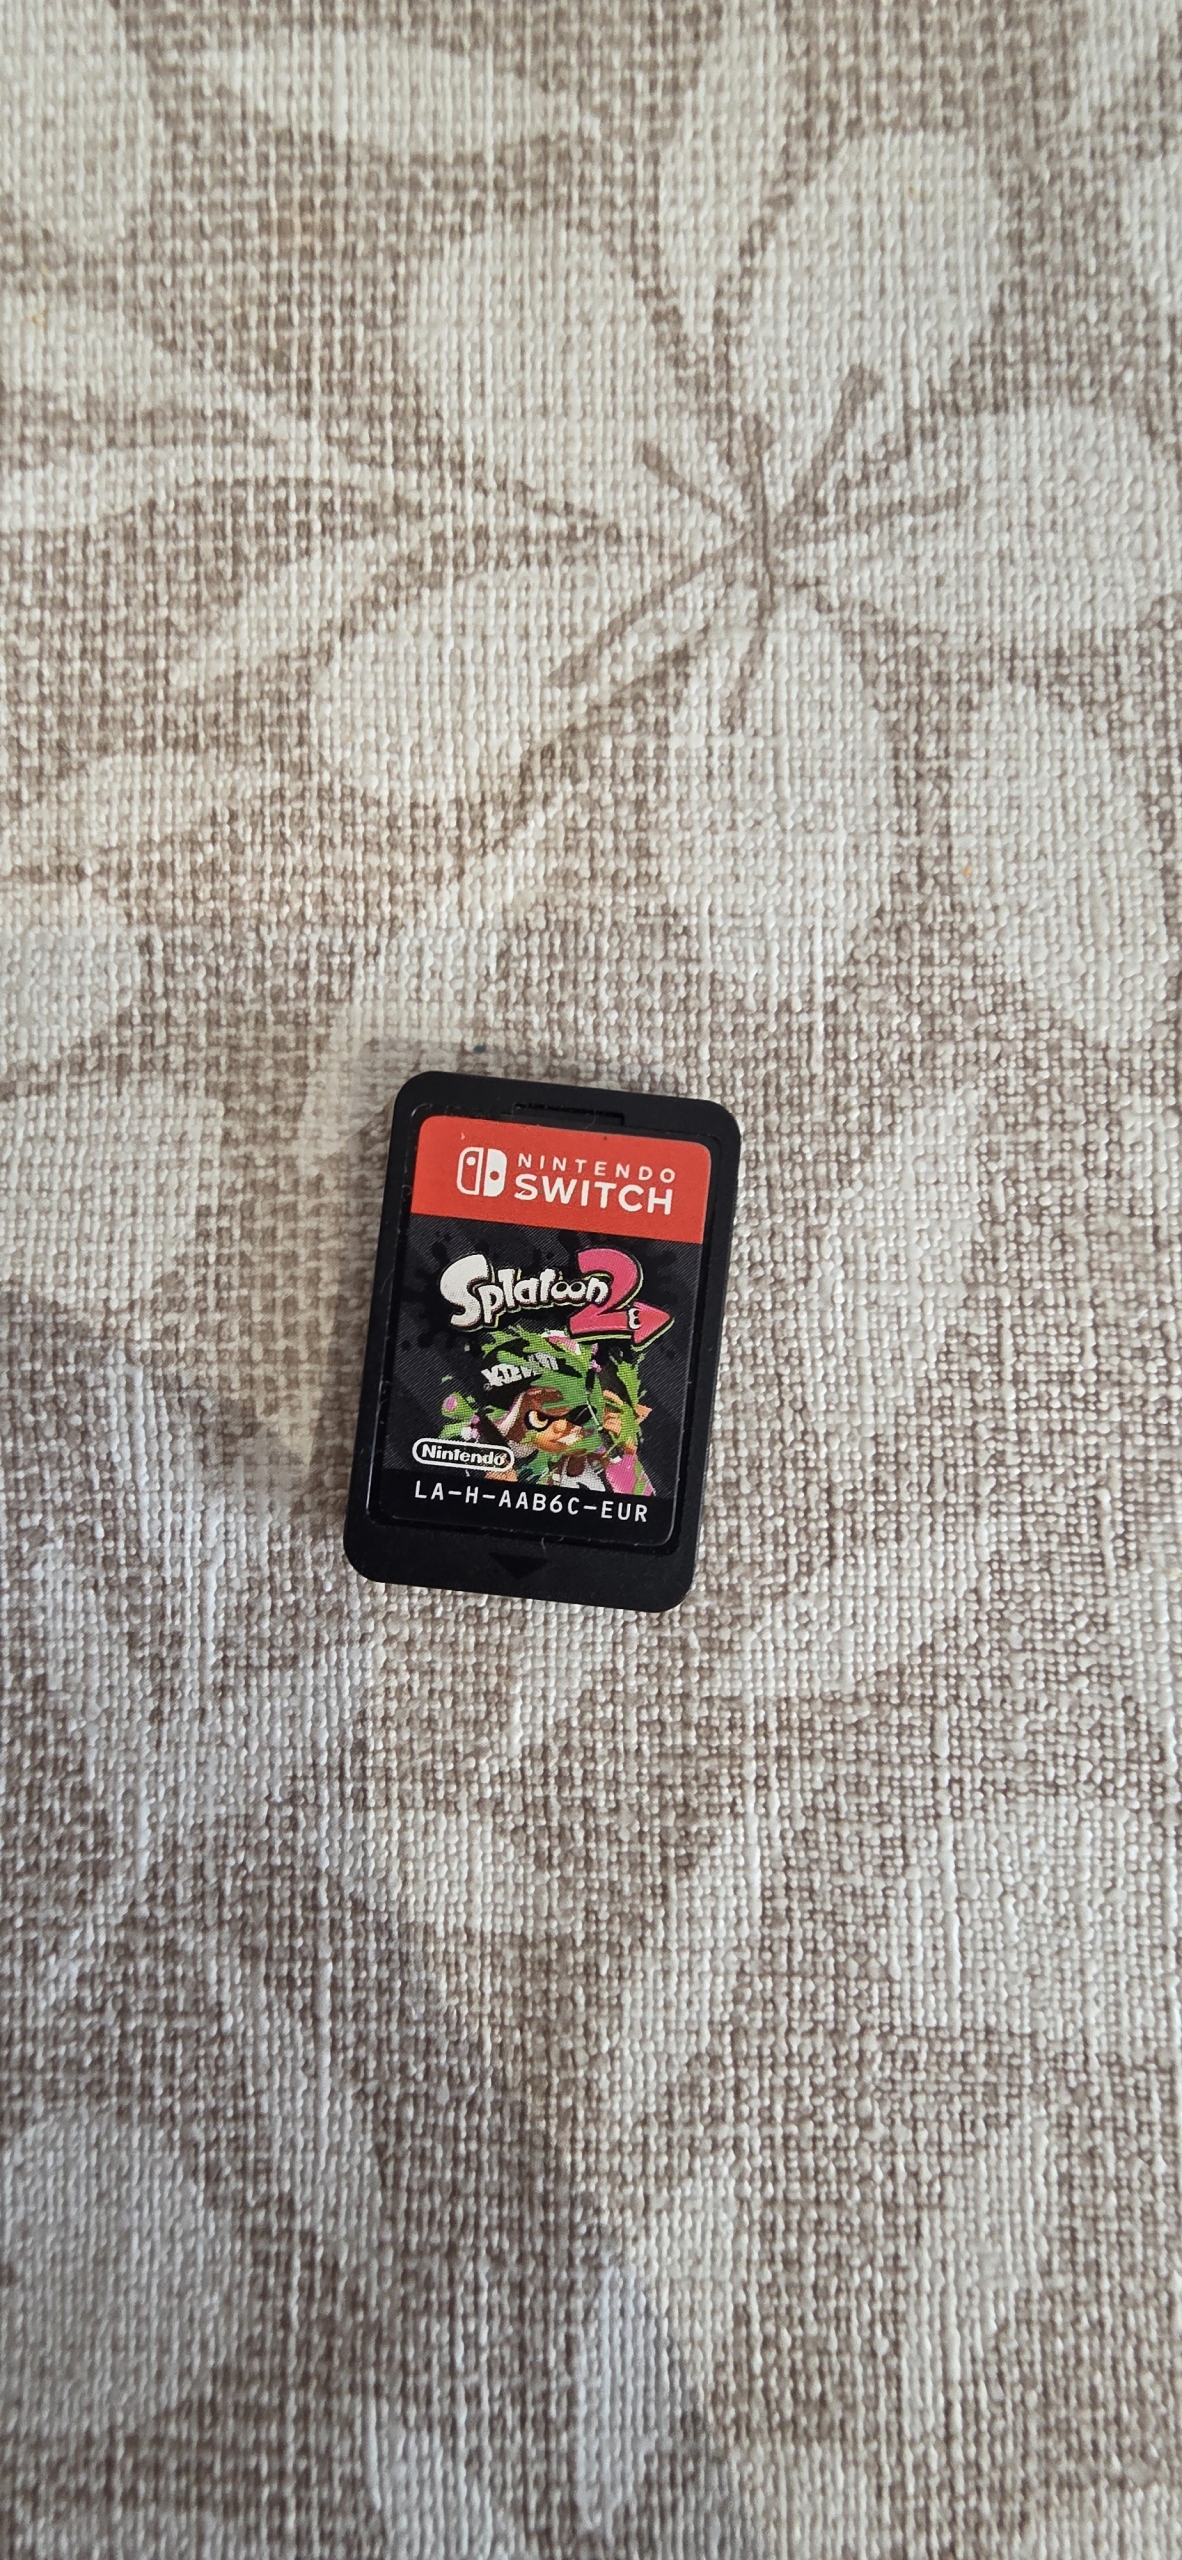 NINTENDO
SWITCH
Splatoon 2
Nintendo
LA-H-AAB6C-EUR